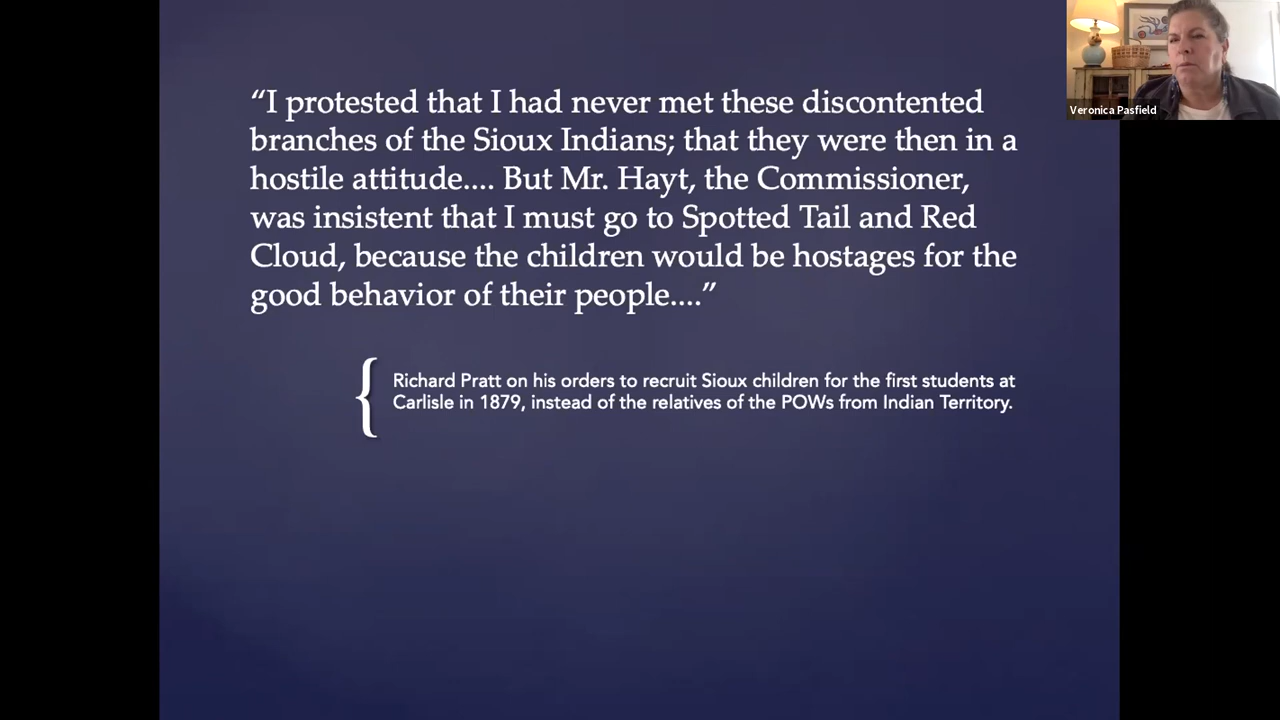 “I protested that I had never met these discontented
branches of the Sioux Indians; that they were then in a
hostile attitude.... But Mr. Hayt, the Commissioner,
was insistent that I must go to Spotted Tail and Red
Cloud, because the children would be hostages for the
good behavior of their people....”
Richard Pratt on his orders to recruit Sioux children for the first students at
Carlisle in 1879, instead of the relatives of the POWs from Indian Territory.
Veronica Pasfield